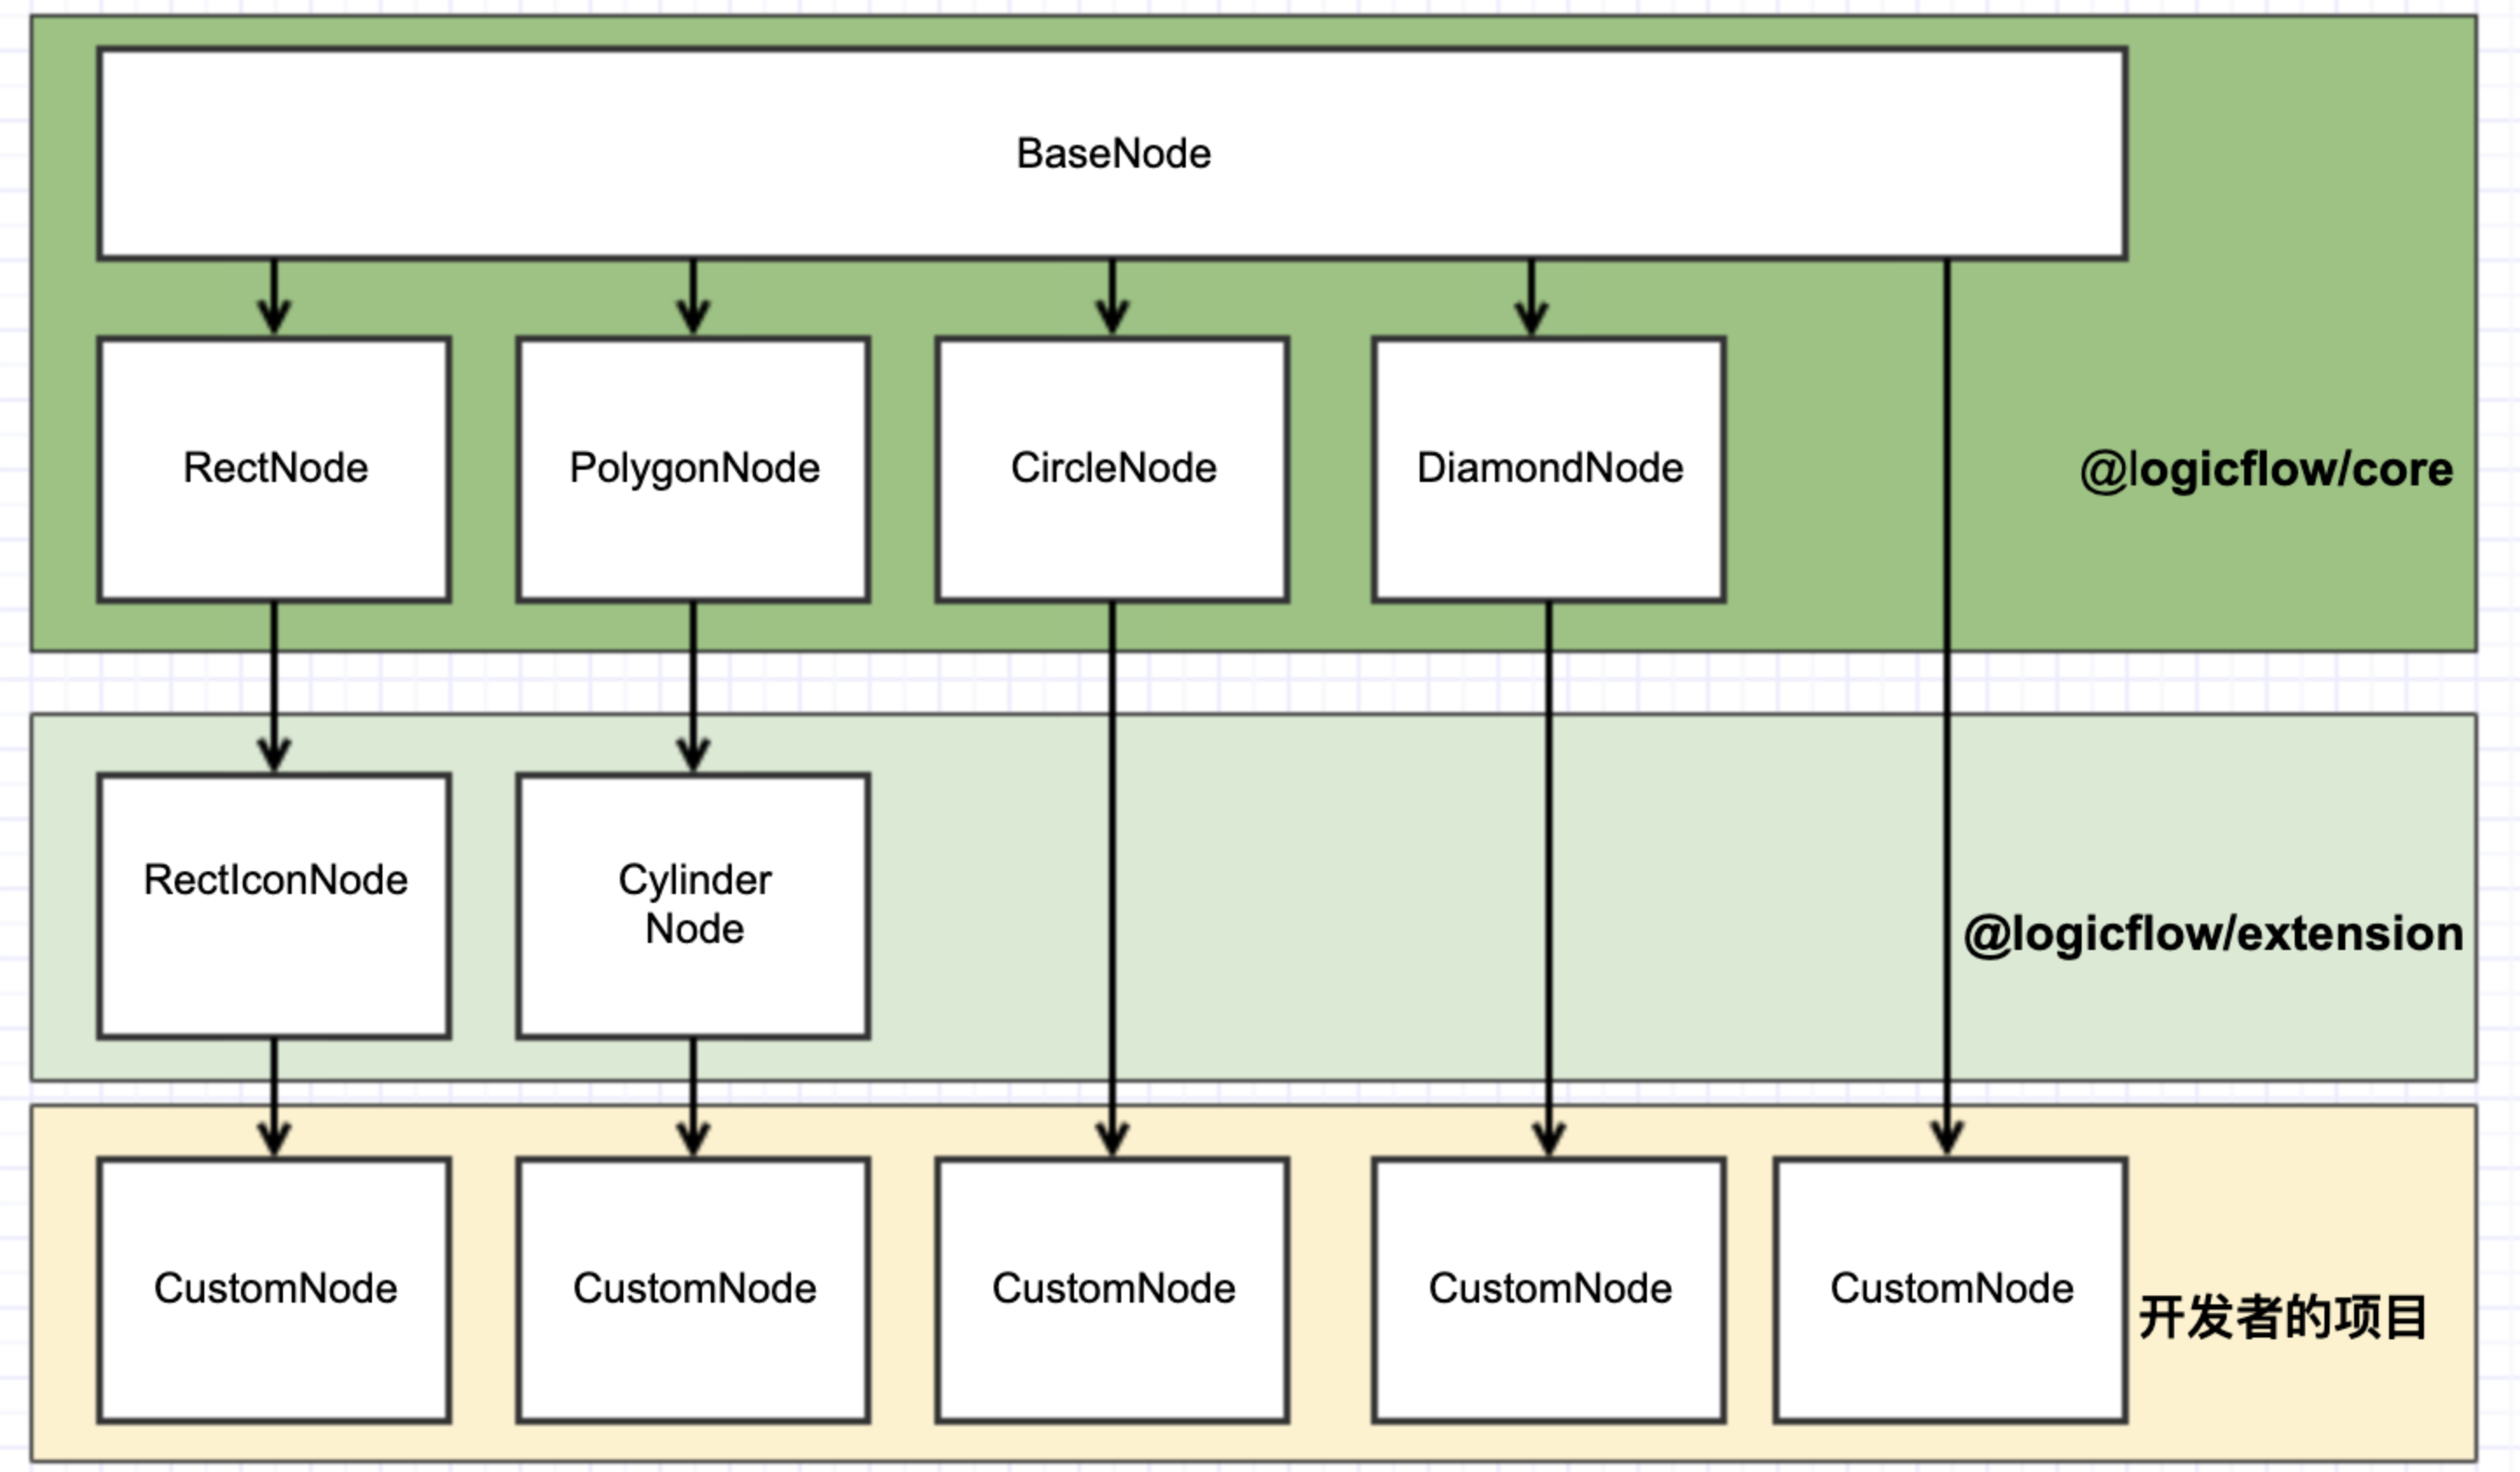 BaseNode
RectNode
PolygonNode
CircleNode
DiamondNode
@logicflow/core
RectIconNode
Cylinder
Node
@logicflow/extension
CustomNode
CustomNode
CustomNode
CustomNode
CustomNode
开发者的项目